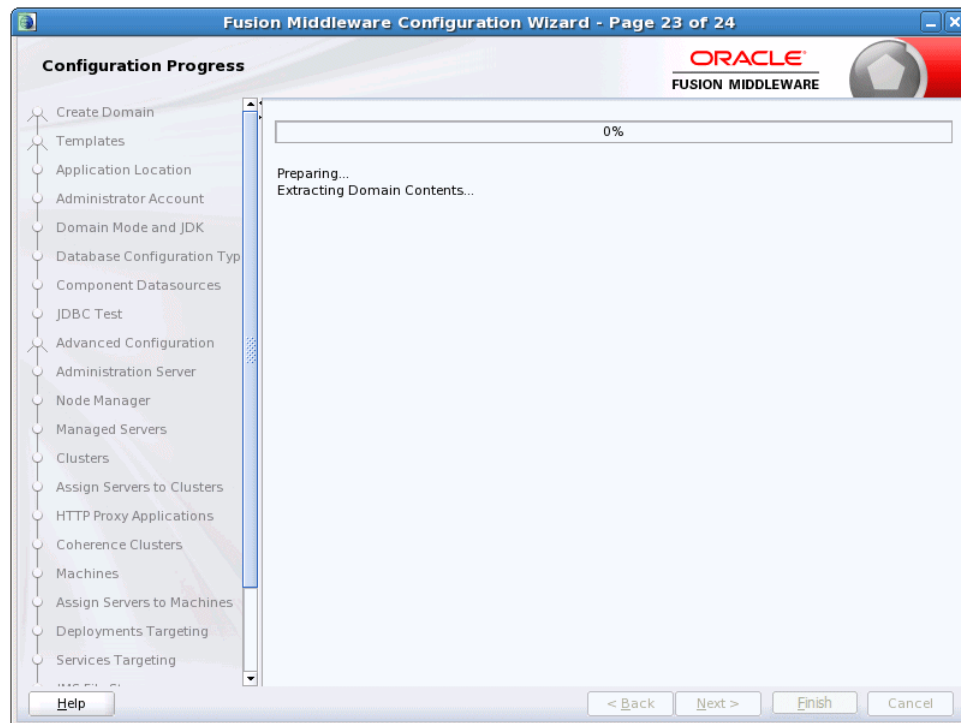 Fusion Middleware Configuration Wizard - Page 23 of 24
Configuration Progress
ORACLE
FUSION MIDDLEWARE
Create Domain
Templates
Application Location
Administrator Account
Domain Mode and JDK
Database Configuration Typ
Component Datasources
JDBC Test
Advanced Configuration
Administration Server
Node Manager
Managed Servers
Clusters
Assign Servers to Clusters
HTTP Proxy Applications
Coherence Clusters
Machines
Assign Servers to Machines
Deployments Targeting
Services Targeting
0%
Preparing...
Extracting Domain Contents...
Help
< Back
Next >
Finish
Cancel